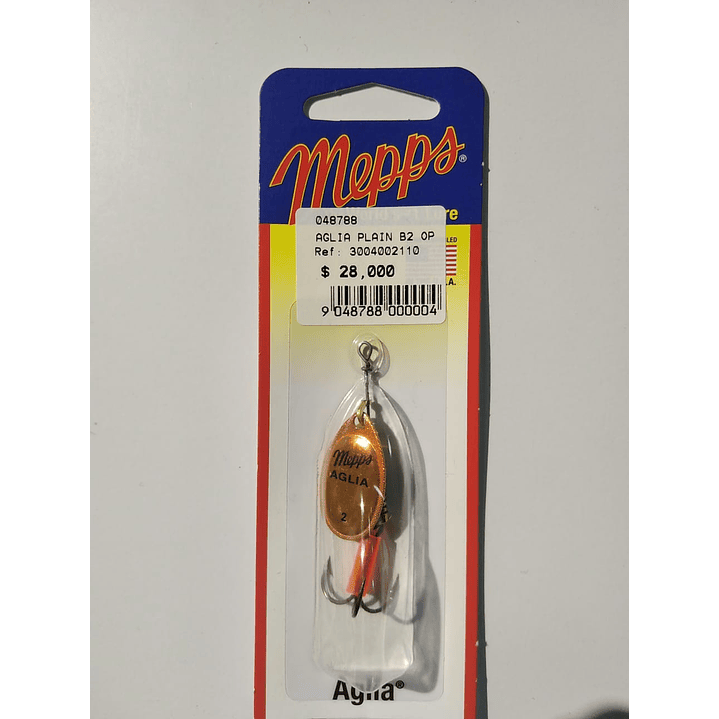 Mepps®
048788
AGLIA PLAIN B2 OP
Ref: 3004002110
$ 28,000
9 048788 000004
Mepps
AGLIA
2
Aglia®